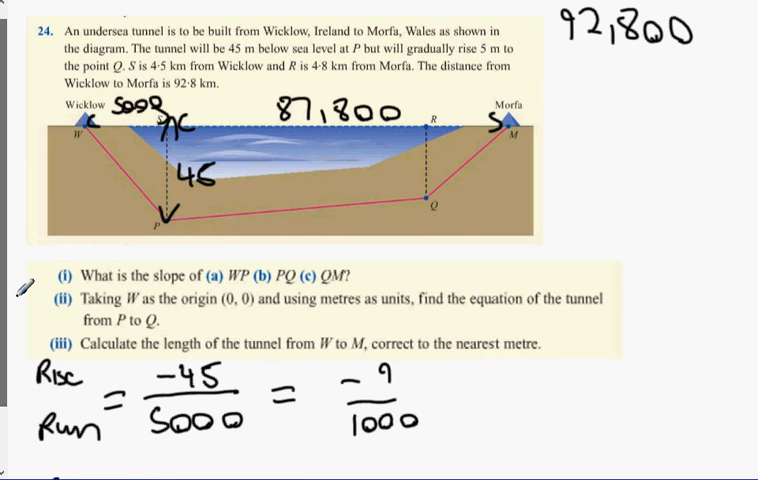 92,800
24. An undersea tunnel is to be built from Wicklow, Ireland to Morfa, Wales as shown in
the diagram. The tunnel will be 45 m below sea level at P but will gradually rise 5 m to
the point Q. S is 4·5 km from Wicklow and R is 4·8 km from Morfa. The distance from
Wicklow to Morfa is 92·8 km.
Wicklow 5000 87,800 Morfa
W R M
45
P Q
(i) What is the slope of (a) WP (b) PQ (c) QM?
(ii) Taking W as the origin (0, 0) and using metres as units, find the equation of the tunnel
from P to Q.
(iii) Calculate the length of the tunnel from W to M, correct to the nearest metre.
Rise
Run = -45 / 5000 = -9 / 1000